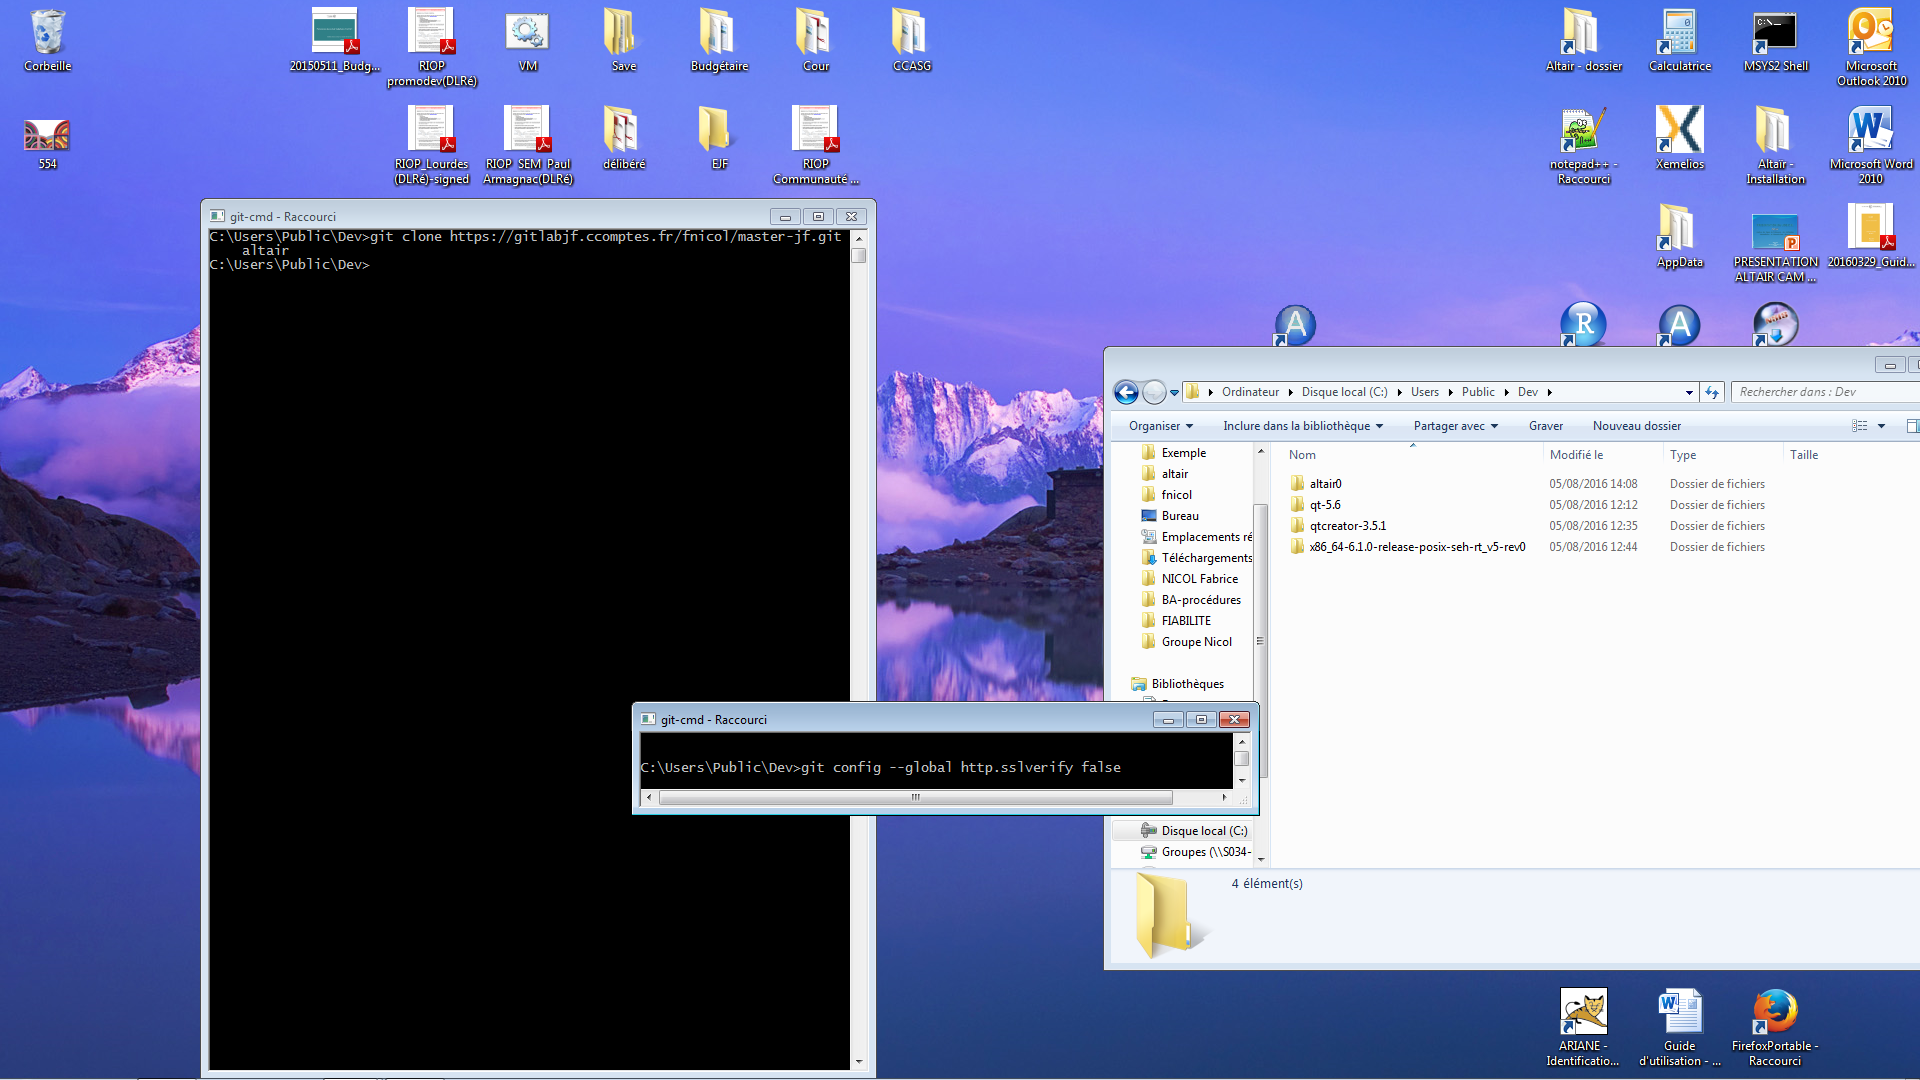 Corbeille
20150511_Budg...
RIOP
promodev(DLRé)
VM
Save
Budgétaire
Cour
CCASG
Altair - dossier
Calculatrice
MSYS2 Shell
Microsoft
Outlook 2010
554
RIOP_Lourdes
(DLRé)-signed
RIOP_SEM_Paul
Armagnac(DLRé)
délibéré
EJF
RIOP
Communauté ...
notepad++ -
Raccourci
Xemelios
Altaïr -
Installation
Microsoft Word
2010
AppData
PRESENTATION
ALTAIR CAM ...
20160329_Guid...
git-cmd - Raccourci
C:\Users\Public\Dev>git clone https://gitlabjf.ccomptes.fr/fnicol/master-jf.git
altair
C:\Users\Public\Dev>
A
R
A
Ordinateur
Disque local (C:)
Users
Public
Dev
Rechercher dans : Dev
Organiser
Inclure dans la bibliothèque
Partager avec
Graver
Nouveau dossier
Exemple
altair
fnicol
Bureau
Emplacements ré
Téléchargements
NICOL Fabrice
BA-procédures
FIABILITE
Groupe Nicol
Bibliothèques
Disque local (C:)
Groupes (\\S034-
Nom
Modifié le
Type
Taille
altair0
05/08/2016 14:08
Dossier de fichiers
qt-5.6
05/08/2016 12:12
Dossier de fichiers
qtcreator-3.5.1
05/08/2016 12:35
Dossier de fichiers
x86_64-6.1.0-release-posix-seh-rt_v5-rev0
05/08/2016 12:44
Dossier de fichiers
4 élément(s)
git-cmd - Raccourci
C:\Users\Public\Dev>git config --global http.sslverify false
ARIANE -
Identificatio...
Guide
d'utilisation - ...
FirefoxPortable -
Raccourci